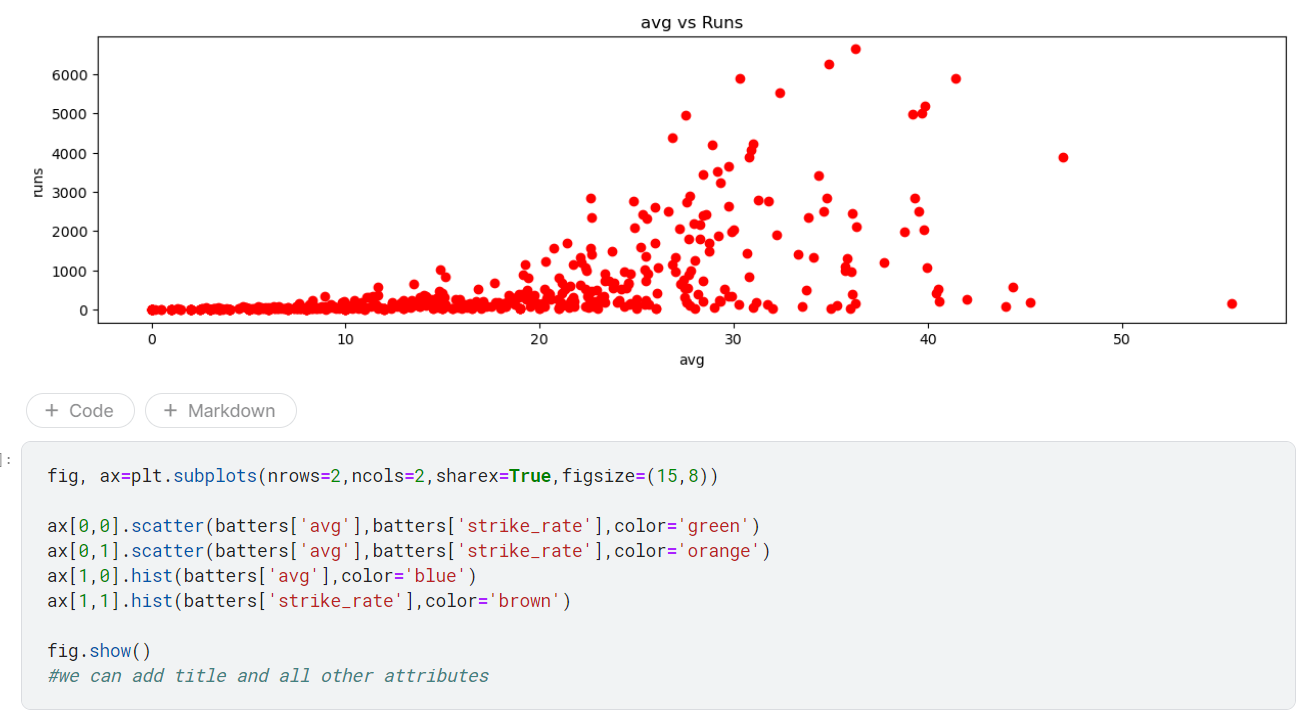 avg vs Runs
6000
5000
4000
3000
2000
1000
0
runs
0 10 20 30 40 50
avg
+ Code + Markdown
]:
fig, ax=plt.subplots(nrows=2,ncols=2,sharex=True,figsize=(15,8))
ax[0,0].scatter(batters['avg'],batters['strike_rate'],color='green')
ax[0,1].scatter(batters['avg'],batters['strike_rate'],color='orange')
ax[1,0].hist(batters['avg'],color='blue')
ax[1,1].hist(batters['strike_rate'],color='brown')
fig.show()
#we can add title and all other attributes